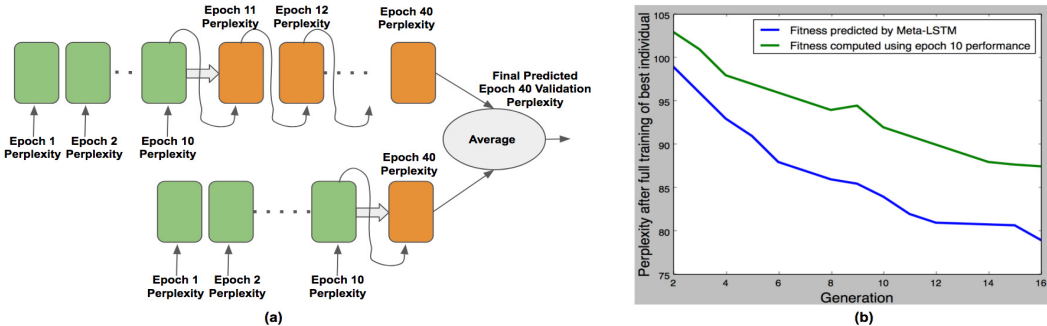 Epoch 11
Perplexity
Epoch 12
Perplexity
Epoch 40
Perplexity
Final Predicted
Epoch 40 Validation
Perplexity
Epoch 1
Perplexity
Epoch 2
Perplexity
Epoch 10
Perplexity
Average
Epoch 40
Perplexity
Epoch 1
Perplexity
Epoch 2
Perplexity
Epoch 10
Perplexity
(a)
Perplexity after full training of best individual
105
100
95
90
85
80
75
Fitness predicted by Meta-LSTM
Fitness computed using epoch 10 performance
2 4 6 8 10 12 14 16
Generation
(b)